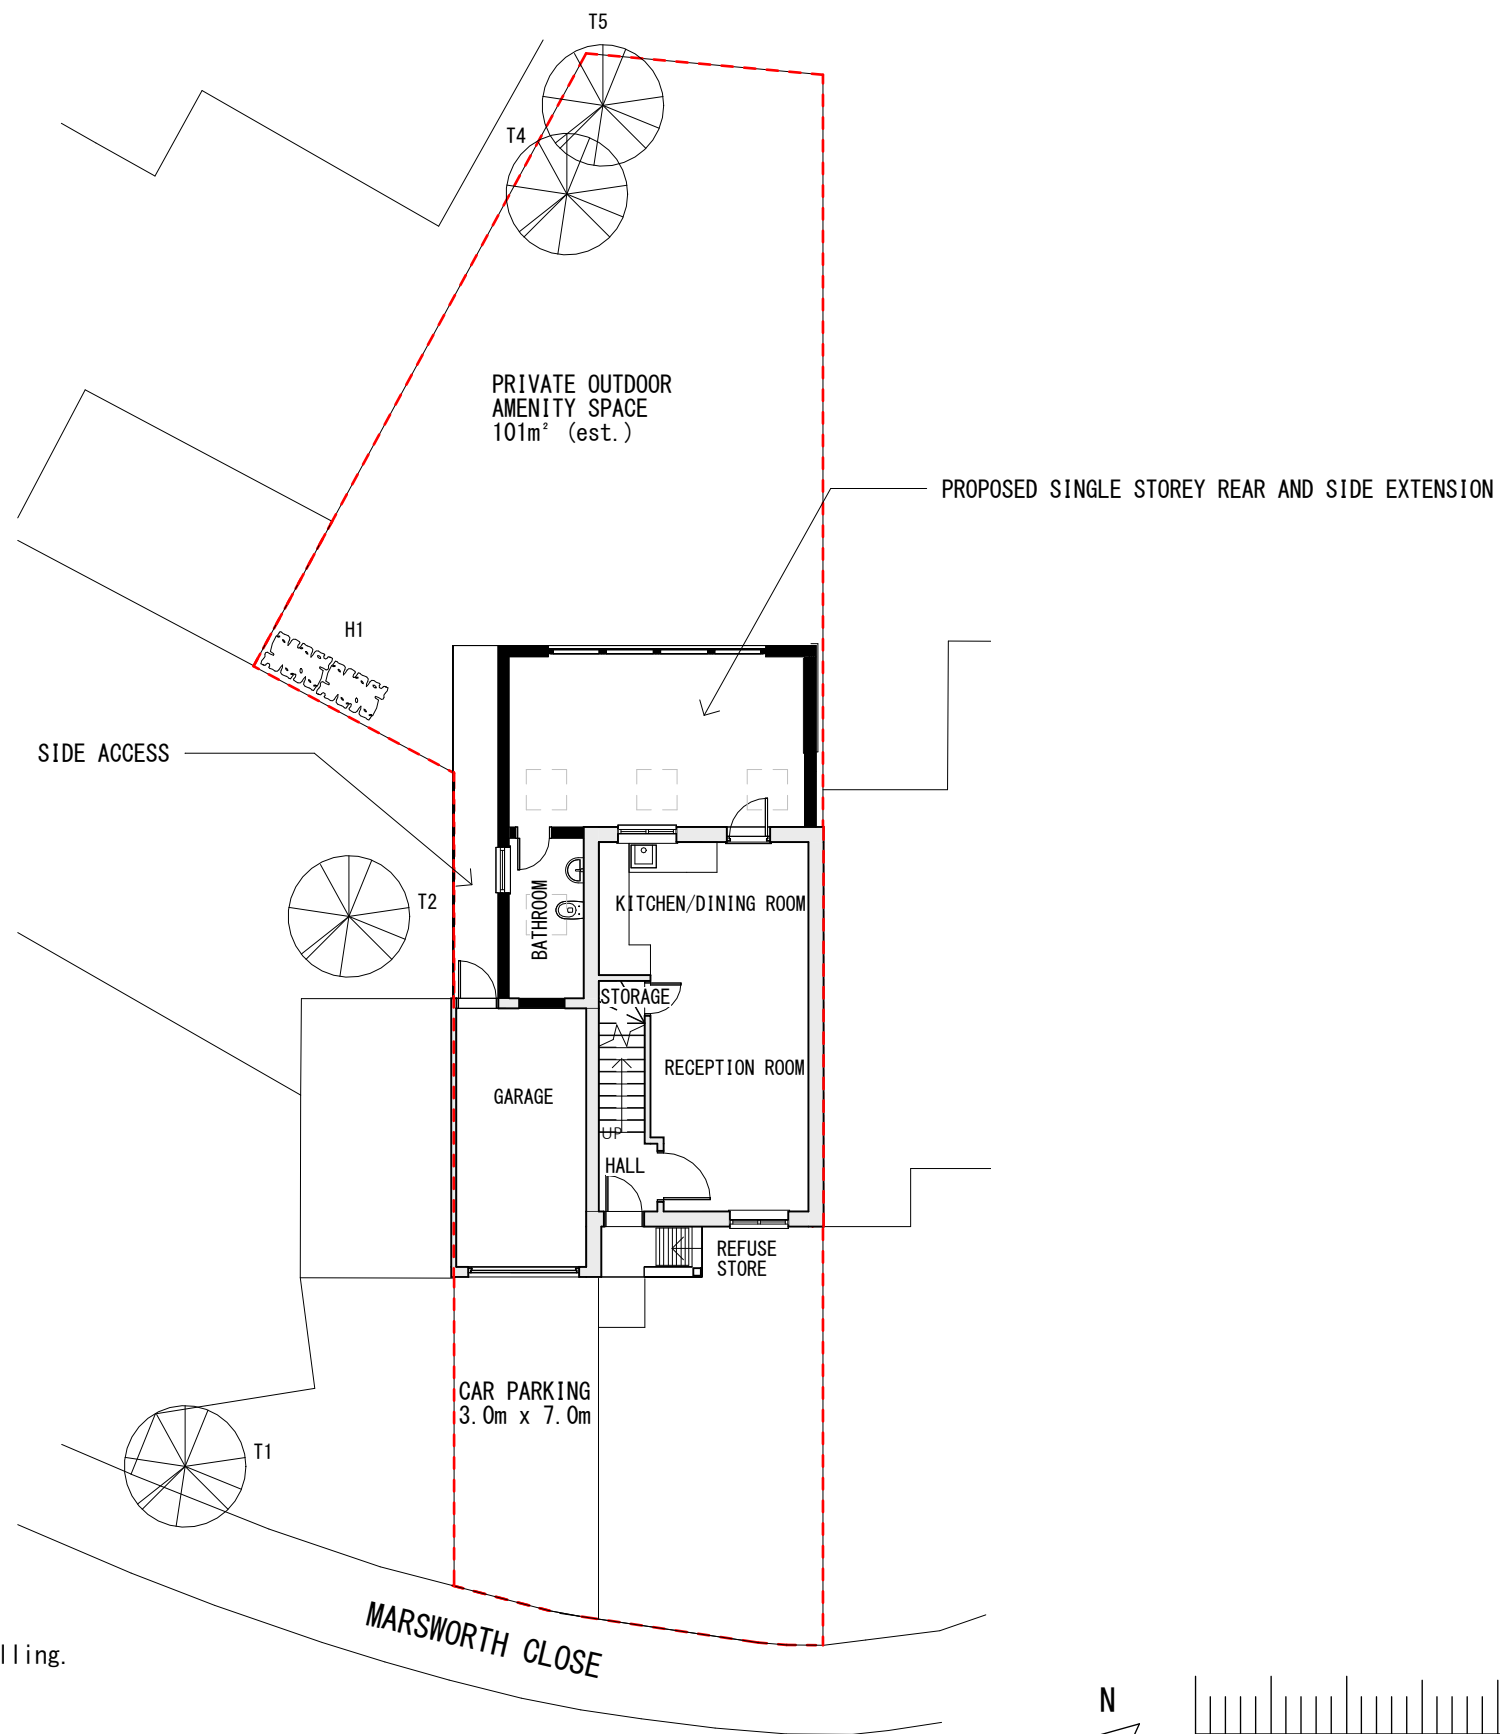 T5
T4
PRIVATE OUTDOOR
AMENITY SPACE
101m² (est.)
PROPOSED SINGLE STOREY REAR AND SIDE EXTENSION
H1
SIDE ACCESS
T2
BATHROOM
KITCHEN/DINING ROOM
STORAGE
RECEPTION ROOM
GARAGE
UP
HALL
REFUSE
STORE
CAR PARKING
3.0m x 7.0m
T1
MARSWORTH CLOSE
lling.
N